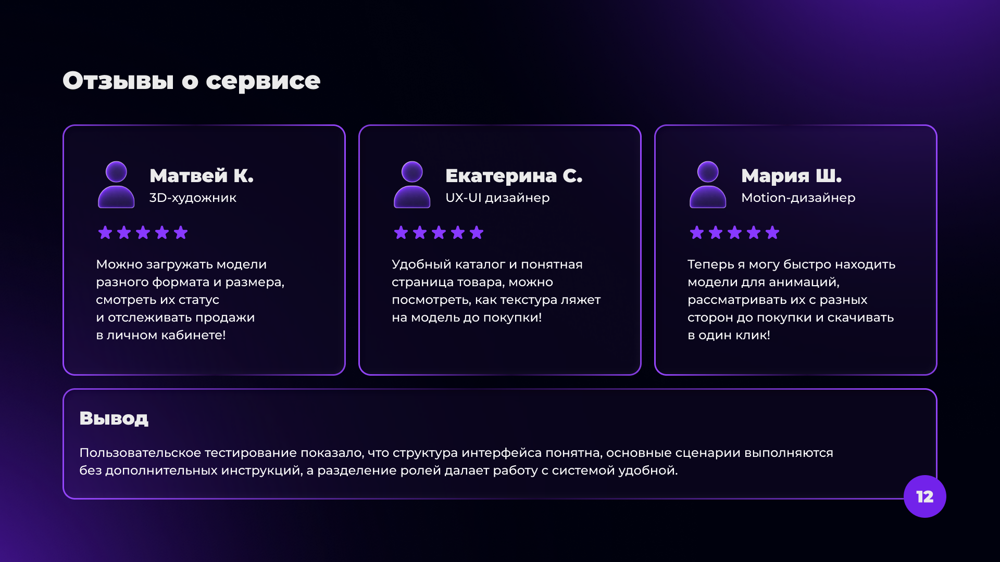 Отзывы о сервисе
Матвей К.
3D-художник
Можно загружать модели
разного формата и размера,
смотреть их статус
и отслеживать продажи
в личном кабинете!
Екатерина С.
UX-UI дизайнер
Удобный каталог и понятная
страница товара, можно
посмотреть, как текстура ляжет
на модель до покупки!
Мария Ш.
Motion-дизайнер
Теперь я могу быстро находить
модели для анимаций,
рассматривать их с разных
сторон до покупки и скачивать
в один клик!
Вывод
Пользовательское тестирование показало, что структура интерфейса понятна, основные сценарии выполняются
без дополнительных инструкций, а разделение ролей далает работу с системой удобной.
12